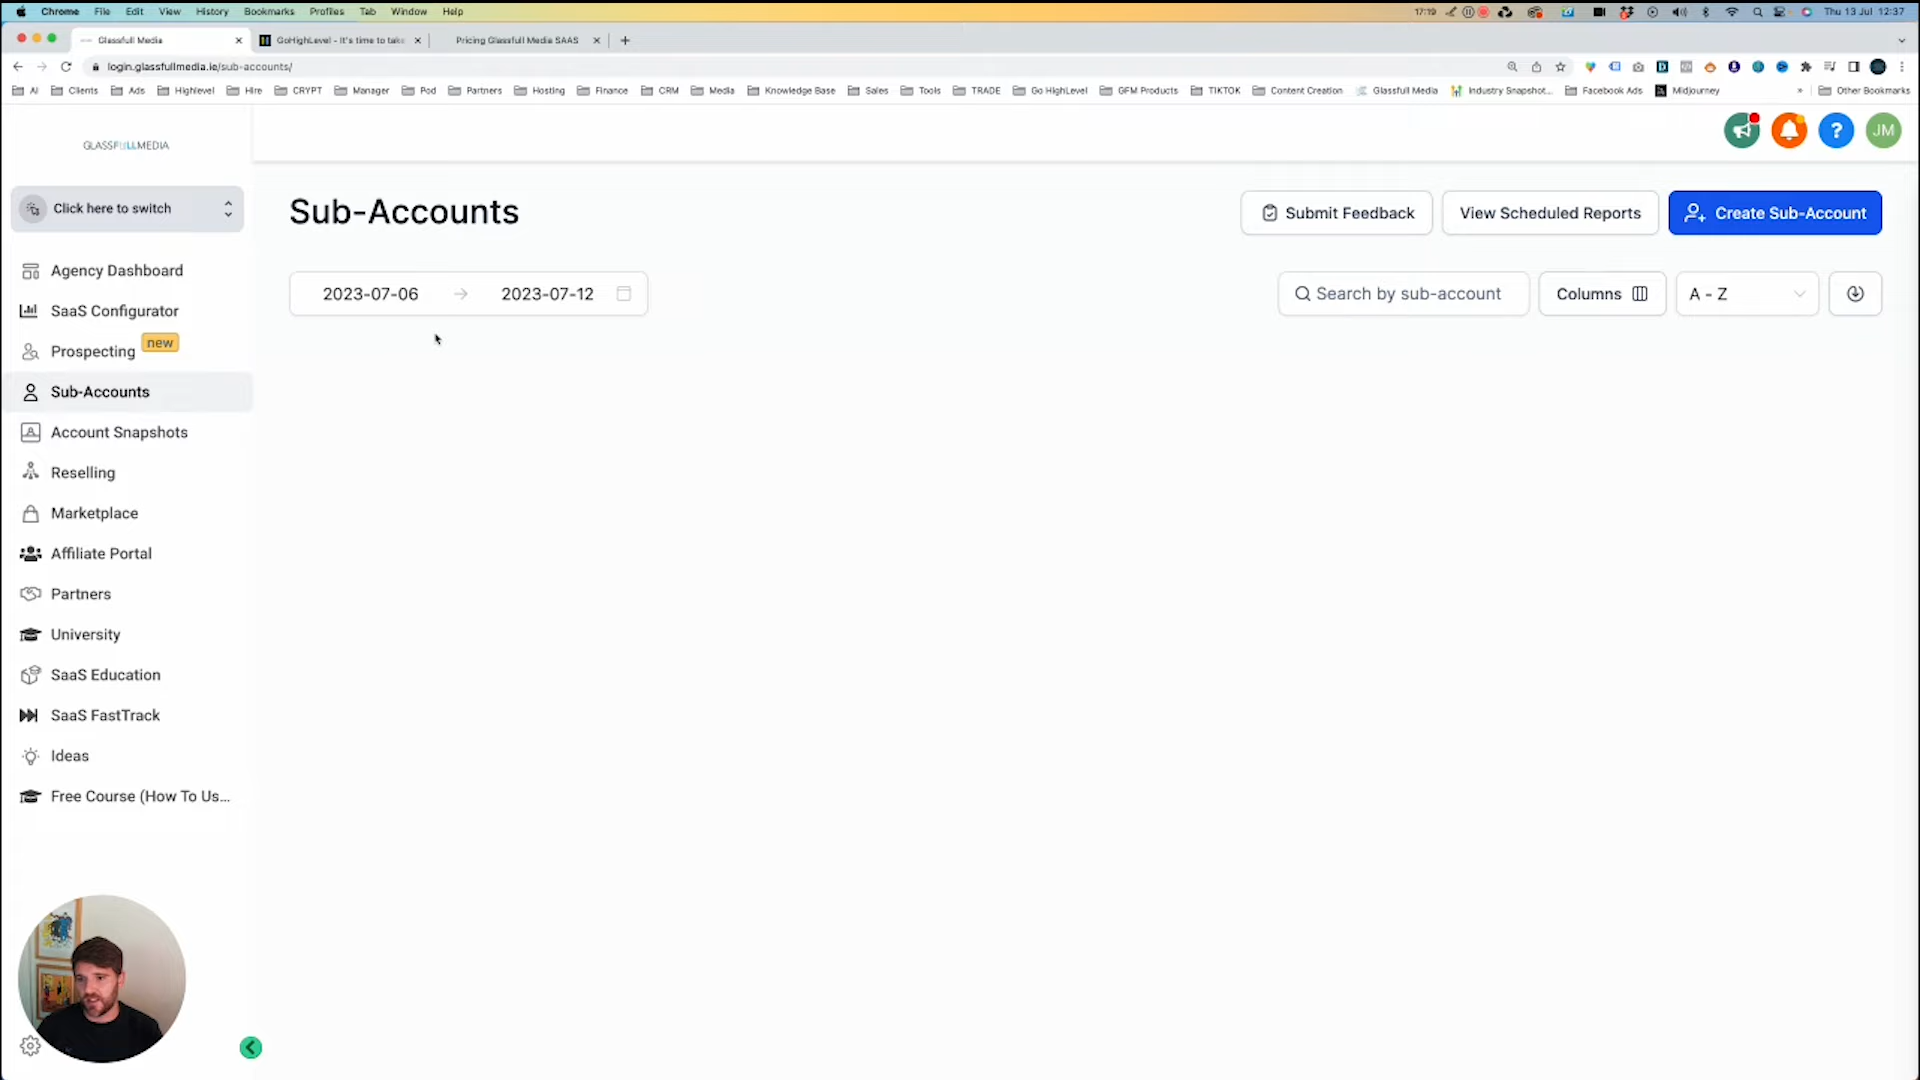 Chrome File Edit View History Bookmarks Profiles Tab Window Help 17:19 Thu 13 Jul 12:37
Glassfull Media GoHighLevel - It's time to take Pricing Glassfull Media SAAS
login.glassfullmedia.ie/sub-accounts/
AI Clients Ads Highlevel Hire CRYPT Manager Pod Partners Hosting Finance CRM Media Knowledge Base Sales Tools TRADE Go HighLevel GFM Products TIKTOK Content Creation Glassfull Media Industry Snapshot... Facebook Ads Midjourney » Other Bookmarks
GLASSFULLMEDIA
? JM
Click here to switch
Sub-Accounts
Submit Feedback
View Scheduled Reports
Create Sub-Account
2023-07-06 → 2023-07-12
Search by sub-account
Columns
A - Z
Agency Dashboard
SaaS Configurator
Prospecting new
Sub-Accounts
Account Snapshots
Reselling
Marketplace
Affiliate Portal
Partners
University
SaaS Education
SaaS FastTrack
Ideas
Free Course (How To Us...